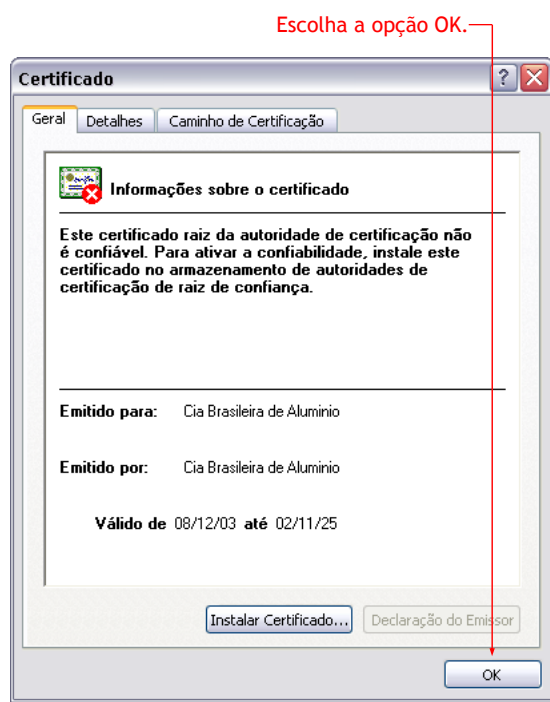 Escolha a opção OK.
Certificado
Geral Detalhes Caminho de Certificação
Informações sobre o certificado
Este certificado raiz da autoridade de certificação não
é confiável. Para ativar a confiabilidade, instale este
certificado no armazenamento de autoridades de
certificação de raiz de confiança.
Emitido para: Cia Brasileira de Aluminio
Emitido por: Cia Brasileira de Aluminio
Válido de 08/12/03 até 02/11/25
Instalar Certificado... Declaração do Emissor
OK